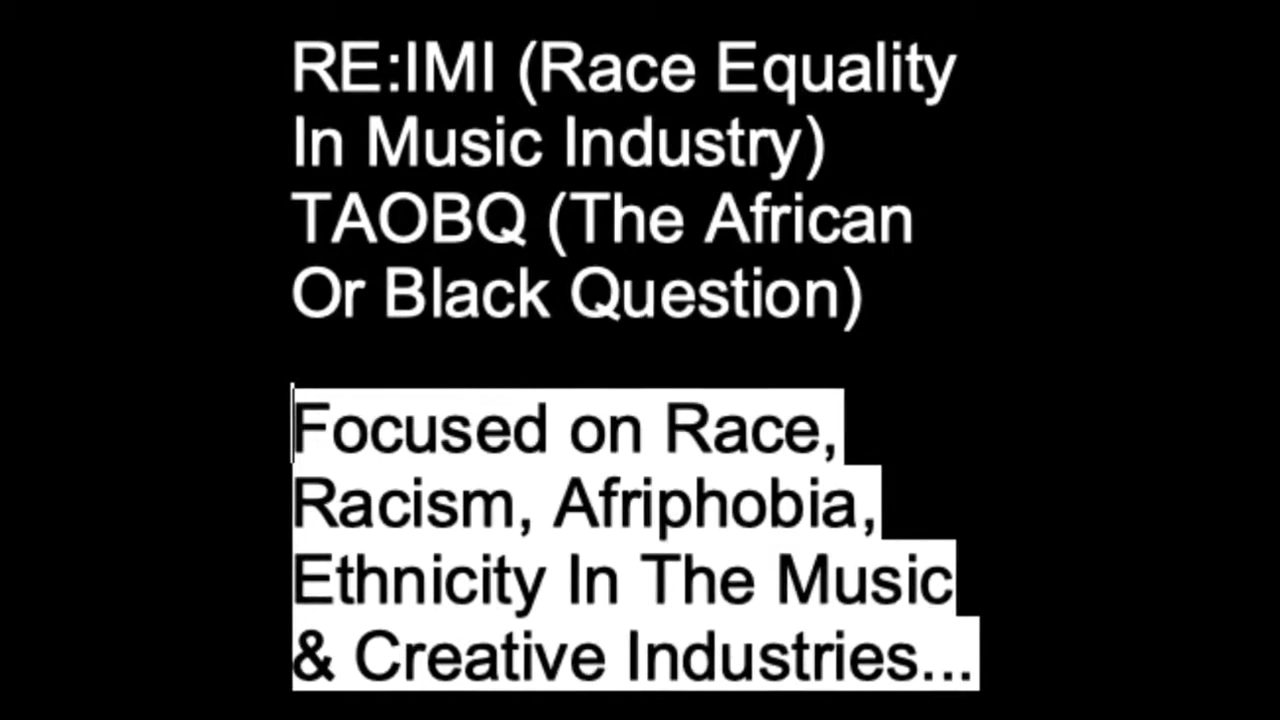 RE:IMI (Race Equality
In Music Industry)
TAOBQ (The African
Or Black Question)
Focused on Race,
Racism, Afriphobia,
Ethnicity In The Music
& Creative Industries...